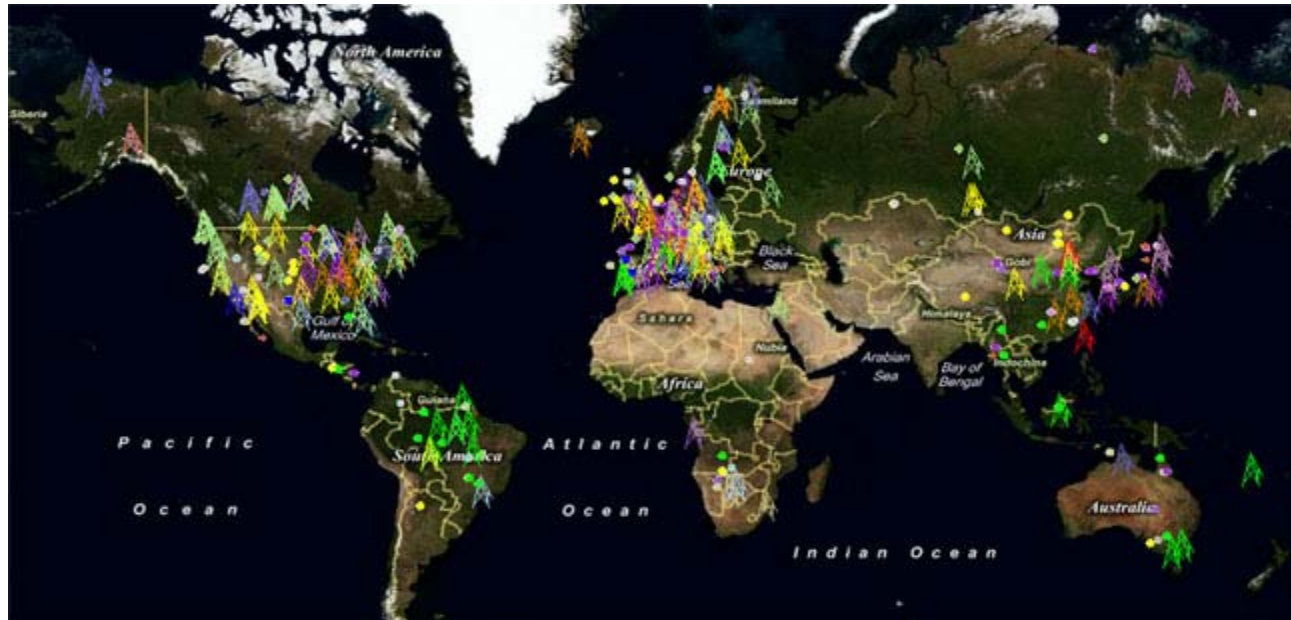 North America
Siberia
Europe
Black
Sea
Asia
Gobi
Gulf of
Mexico
Sahara
Himalaya
Nubia
Arabian
Sea
Bay of
Bengal
Indochina
Africa
Guiana
Pacific
Ocean
South America
Atlantic
Ocean
Australia
Indian Ocean